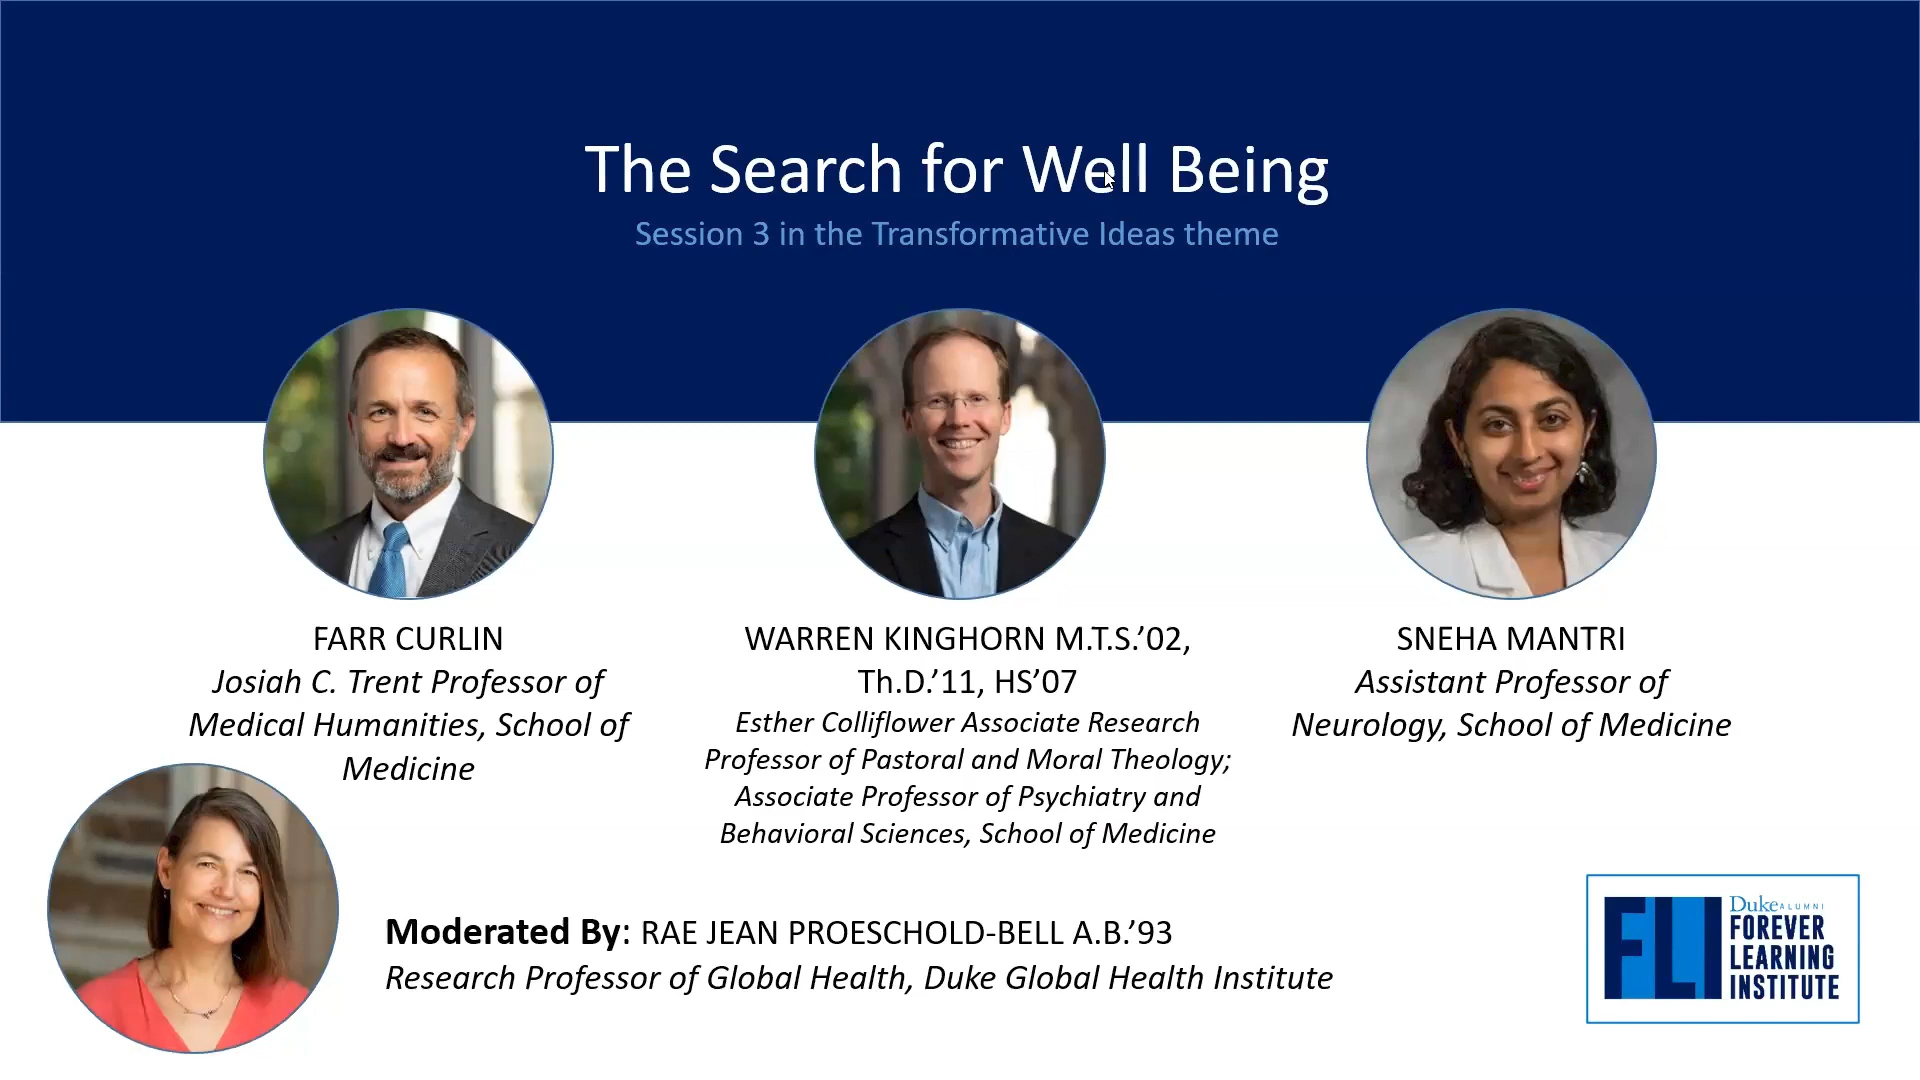 The Search for Well Being
Session 3 in the Transformative Ideas theme
FARR CURLIN
Josiah C. Trent Professor of
Medical Humanities, School of
Medicine
WARREN KINGHORN M.T.S.’02,
Th.D.’11, HS’07
Esther Colliflower Associate Research
Professor of Pastoral and Moral Theology;
Associate Professor of Psychiatry and
Behavioral Sciences, School of Medicine
SNEHA MANTRI
Assistant Professor of
Neurology, School of Medicine
Moderated By: RAE JEAN PROESCHOLD-BELL A.B.’93
Research Professor of Global Health, Duke Global Health Institute
FLI
Duke ALUMNI
FOREVER
LEARNING
INSTITUTE